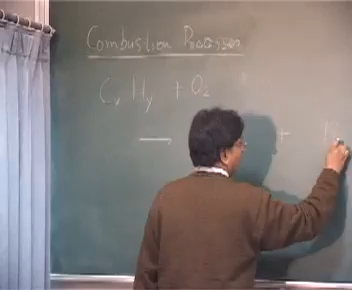 Combustion Processes
CxHy + O2
→ + H